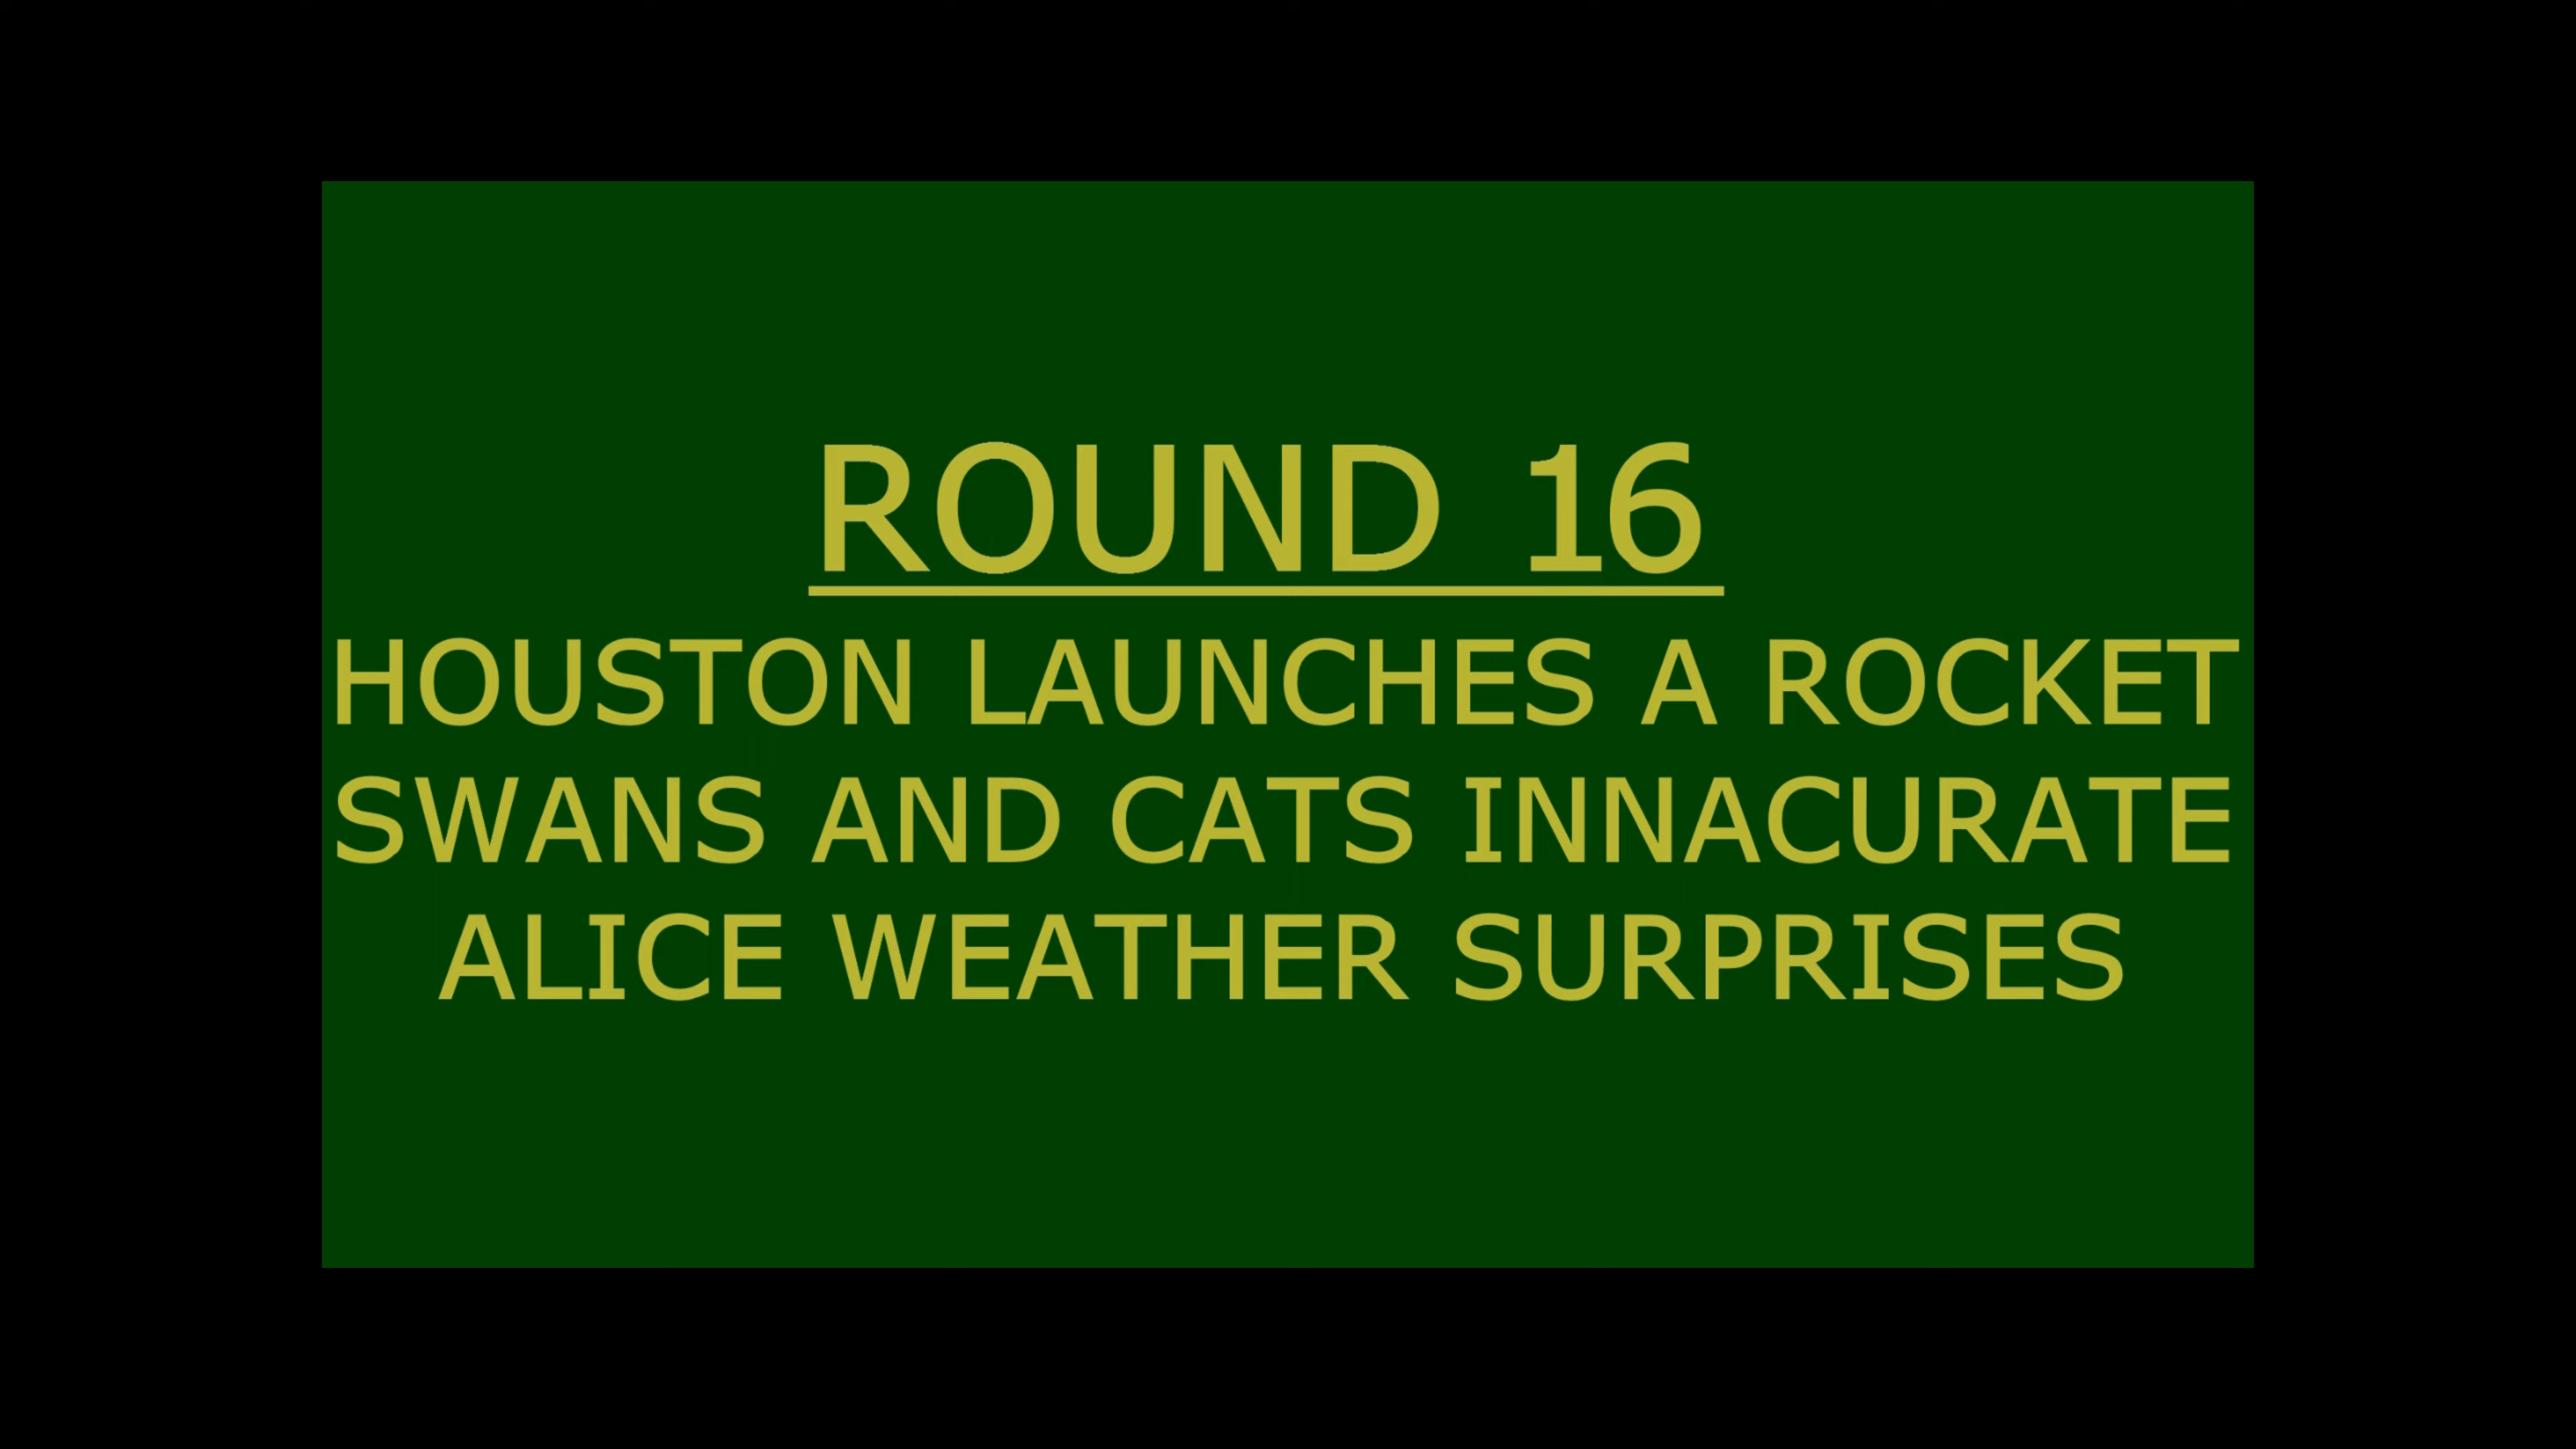 ROUND 16
HOUSTON LAUNCHES A ROCKET
SWANS AND CATS INNACURATE
ALICE WEATHER SURPRISES